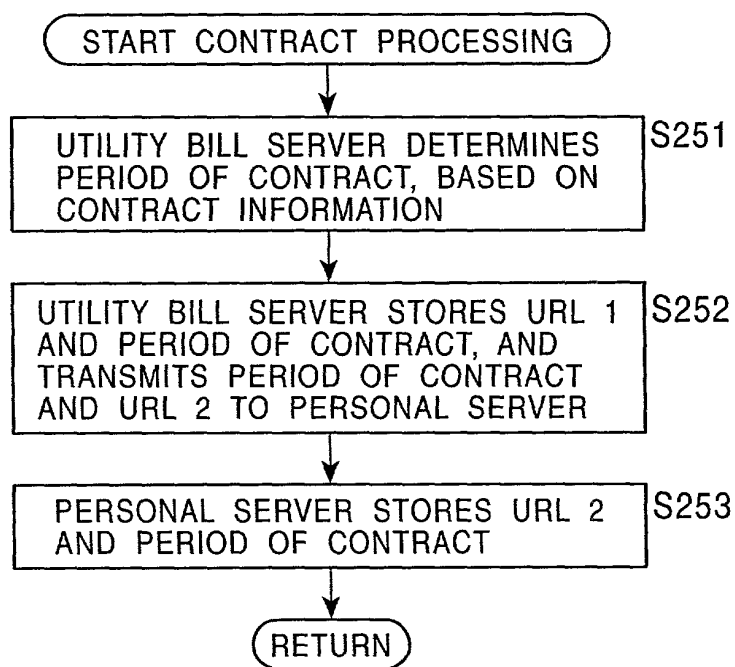 START CONTRACT PROCESSING
UTILITY BILL SERVER DETERMINES
PERIOD OF CONTRACT, BASED ON
CONTRACT INFORMATION
S251
UTILITY BILL SERVER STORES URL 1
AND PERIOD OF CONTRACT, AND
TRANSMITS PERIOD OF CONTRACT
AND URL 2 TO PERSONAL SERVER
S252
PERSONAL SERVER STORES URL 2
AND PERIOD OF CONTRACT
S253
RETURN